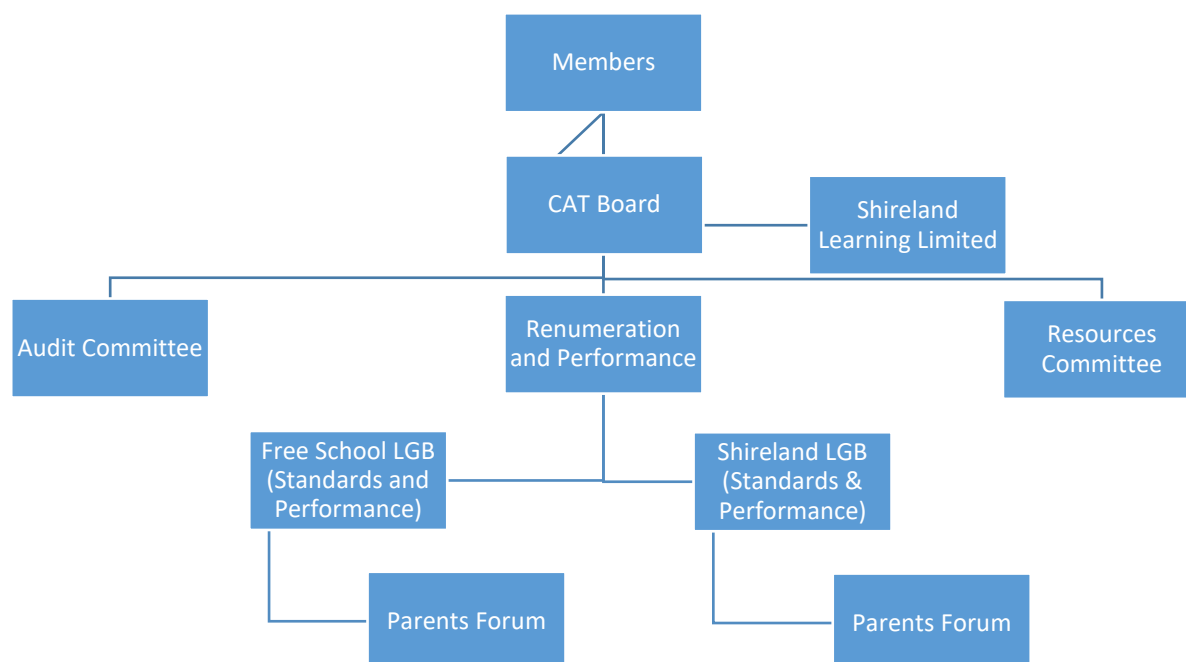 Members
CAT Board
Shireland
Learning Limited
Audit Committee
Renumeration
and Performance
Resources
Committee
Free School LGB
(Standards and
Performance)
Shireland LGB
(Standards &
Performance)
Parents Forum
Parents Forum